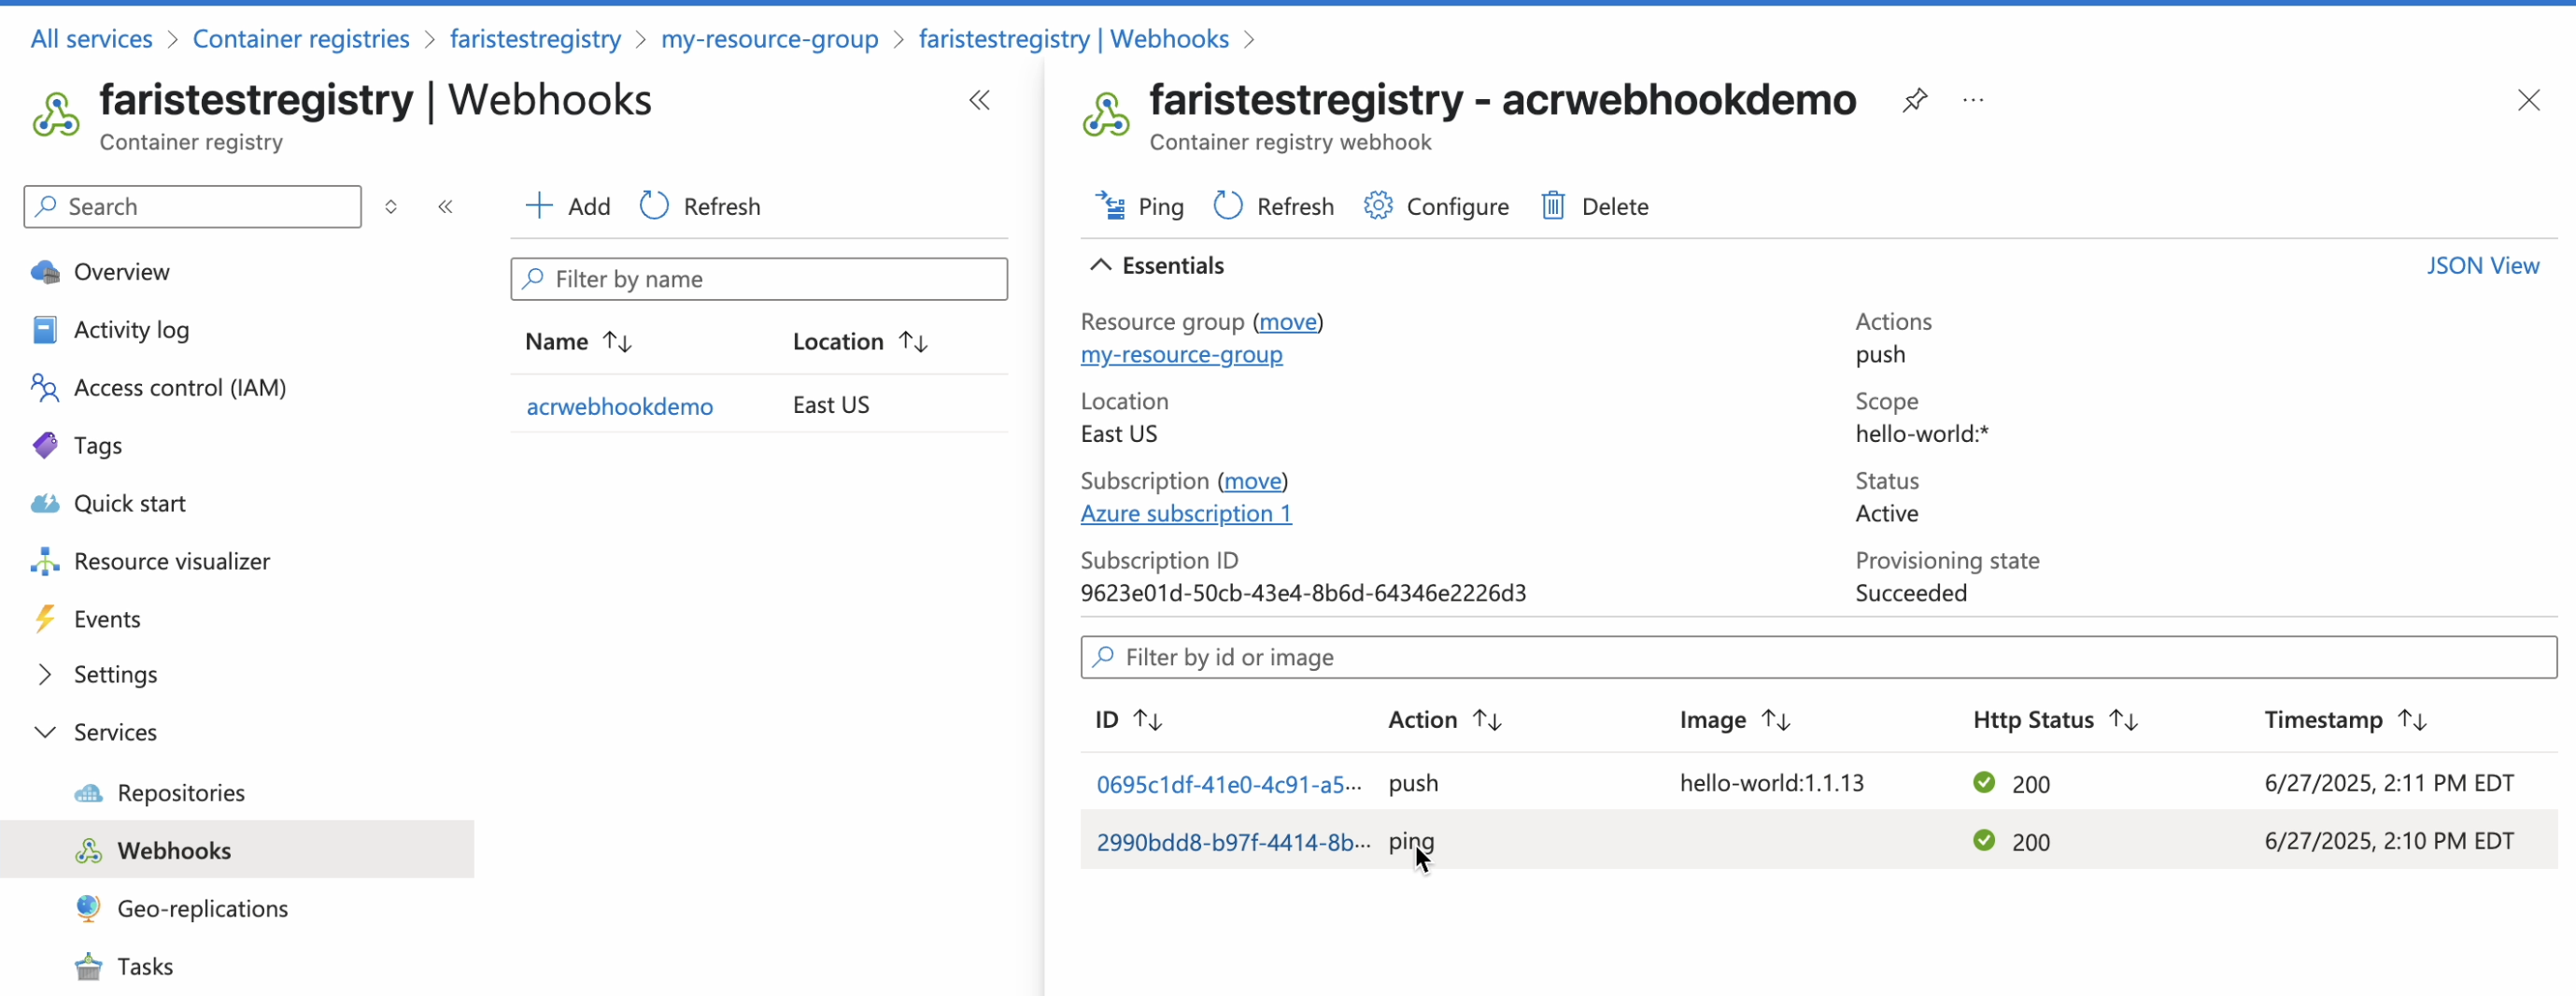 All services > Container registries > faristestregistry > my-resource-group > faristestregistry | Webhooks >
faristestregistry | Webhooks
Container registry
Search
Overview
Activity log
Access control (IAM)
Tags
Quick start
Resource visualizer
Events
Settings
Services
Repositories
Webhooks
Geo-replications
Tasks
Add Refresh
Filter by name
Name Location
acrwebhookdemo East US
faristestregistry - acrwebhookdemo ...
Container registry webhook
Ping Refresh Configure Delete
Essentials JSON View
Resource group (move)
my-resource-group
Location
East US
Subscription (move)
Azure subscription 1
Subscription ID
9623e01d-50cb-43e4-8b6d-64346e2226d3
Actions
push
Scope
hello-world:*
Status
Active
Provisioning state
Succeeded
Filter by id or image
ID Action Image Http Status Timestamp
0695c1df-41e0-4c91-a5... push hello-world:1.1.13 200 6/27/2025, 2:11 PM EDT
2990bdd8-b97f-4414-8b... ping 200 6/27/2025, 2:10 PM EDT